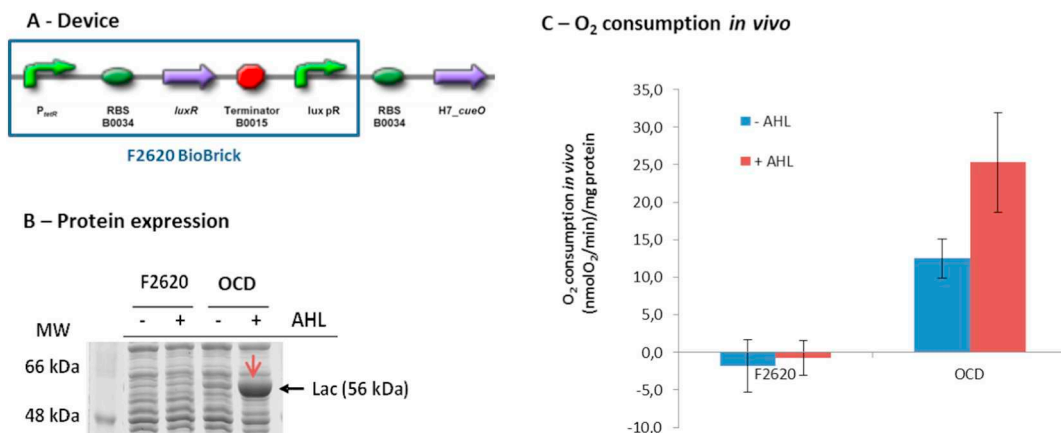 A - Device
PtetR
RBS
B0034
luxR
Terminator
B0015
lux pR
RBS
B0034
H7_cueO
F2620 BioBrick
B – Protein expression
F2620
OCD
- + - + AHL
MW
66 kDa
48 kDa
Lac (56 kDa)
C – O2 consumption in vivo
O2 consumption in vivo
(nmolO2/min)/mg protein
35,0
30,0
25,0
20,0
15,0
10,0
5,0
0,0
-5,0
-10,0
- AHL
+ AHL
F2620
OCD